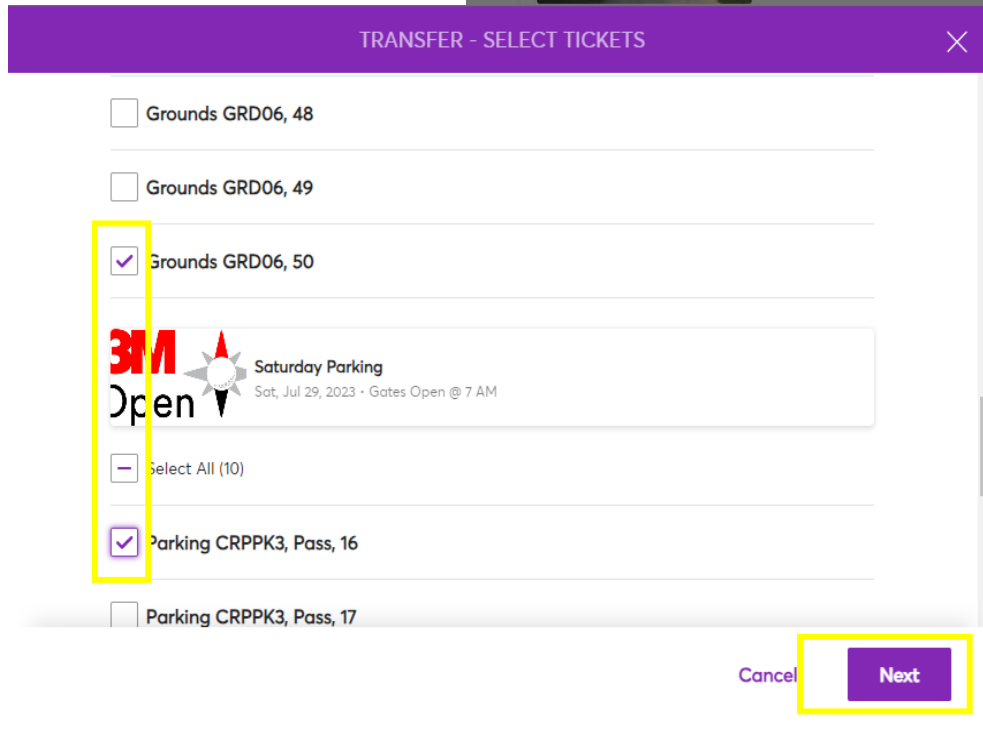 TRANSFER - SELECT TICKETS
Grounds GRD06, 48
Grounds GRD06, 49
Grounds GRD06, 50
3M
Open
Saturday Parking
Sat, Jul 29, 2023 • Gates Open @ 7 AM
Select All (10)
Parking CRPPK3, Pass, 16
Parking CRPPK3, Pass, 17
Cancel
Next